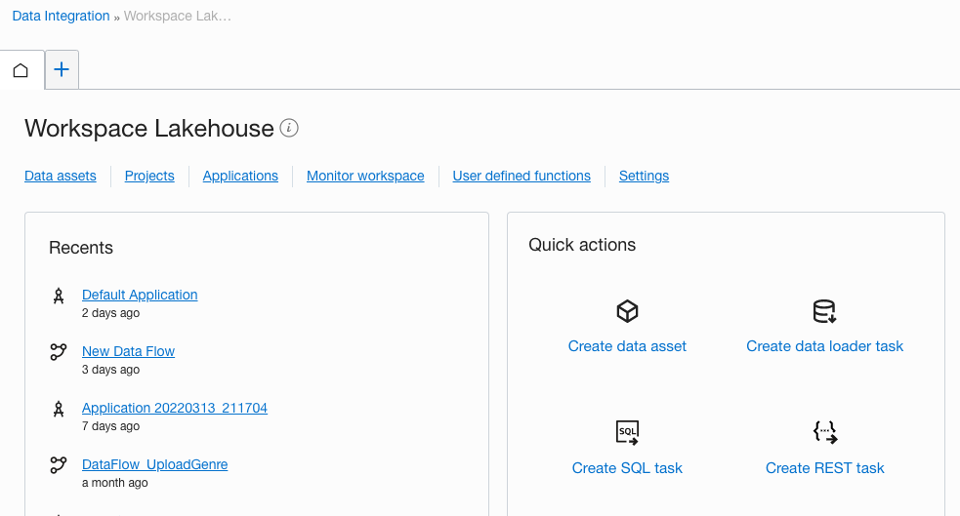 Data Integration » Workspace Lak…
Workspace Lakehouse
Data assets Projects Applications Monitor workspace User defined functions Settings
Recents
Default Application
2 days ago
New Data Flow
3 days ago
Application 20220313_211704
7 days ago
DataFlow_UploadGenre
a month ago
Quick actions
Create data asset
Create data loader task
SQL
Create SQL task
Create REST task